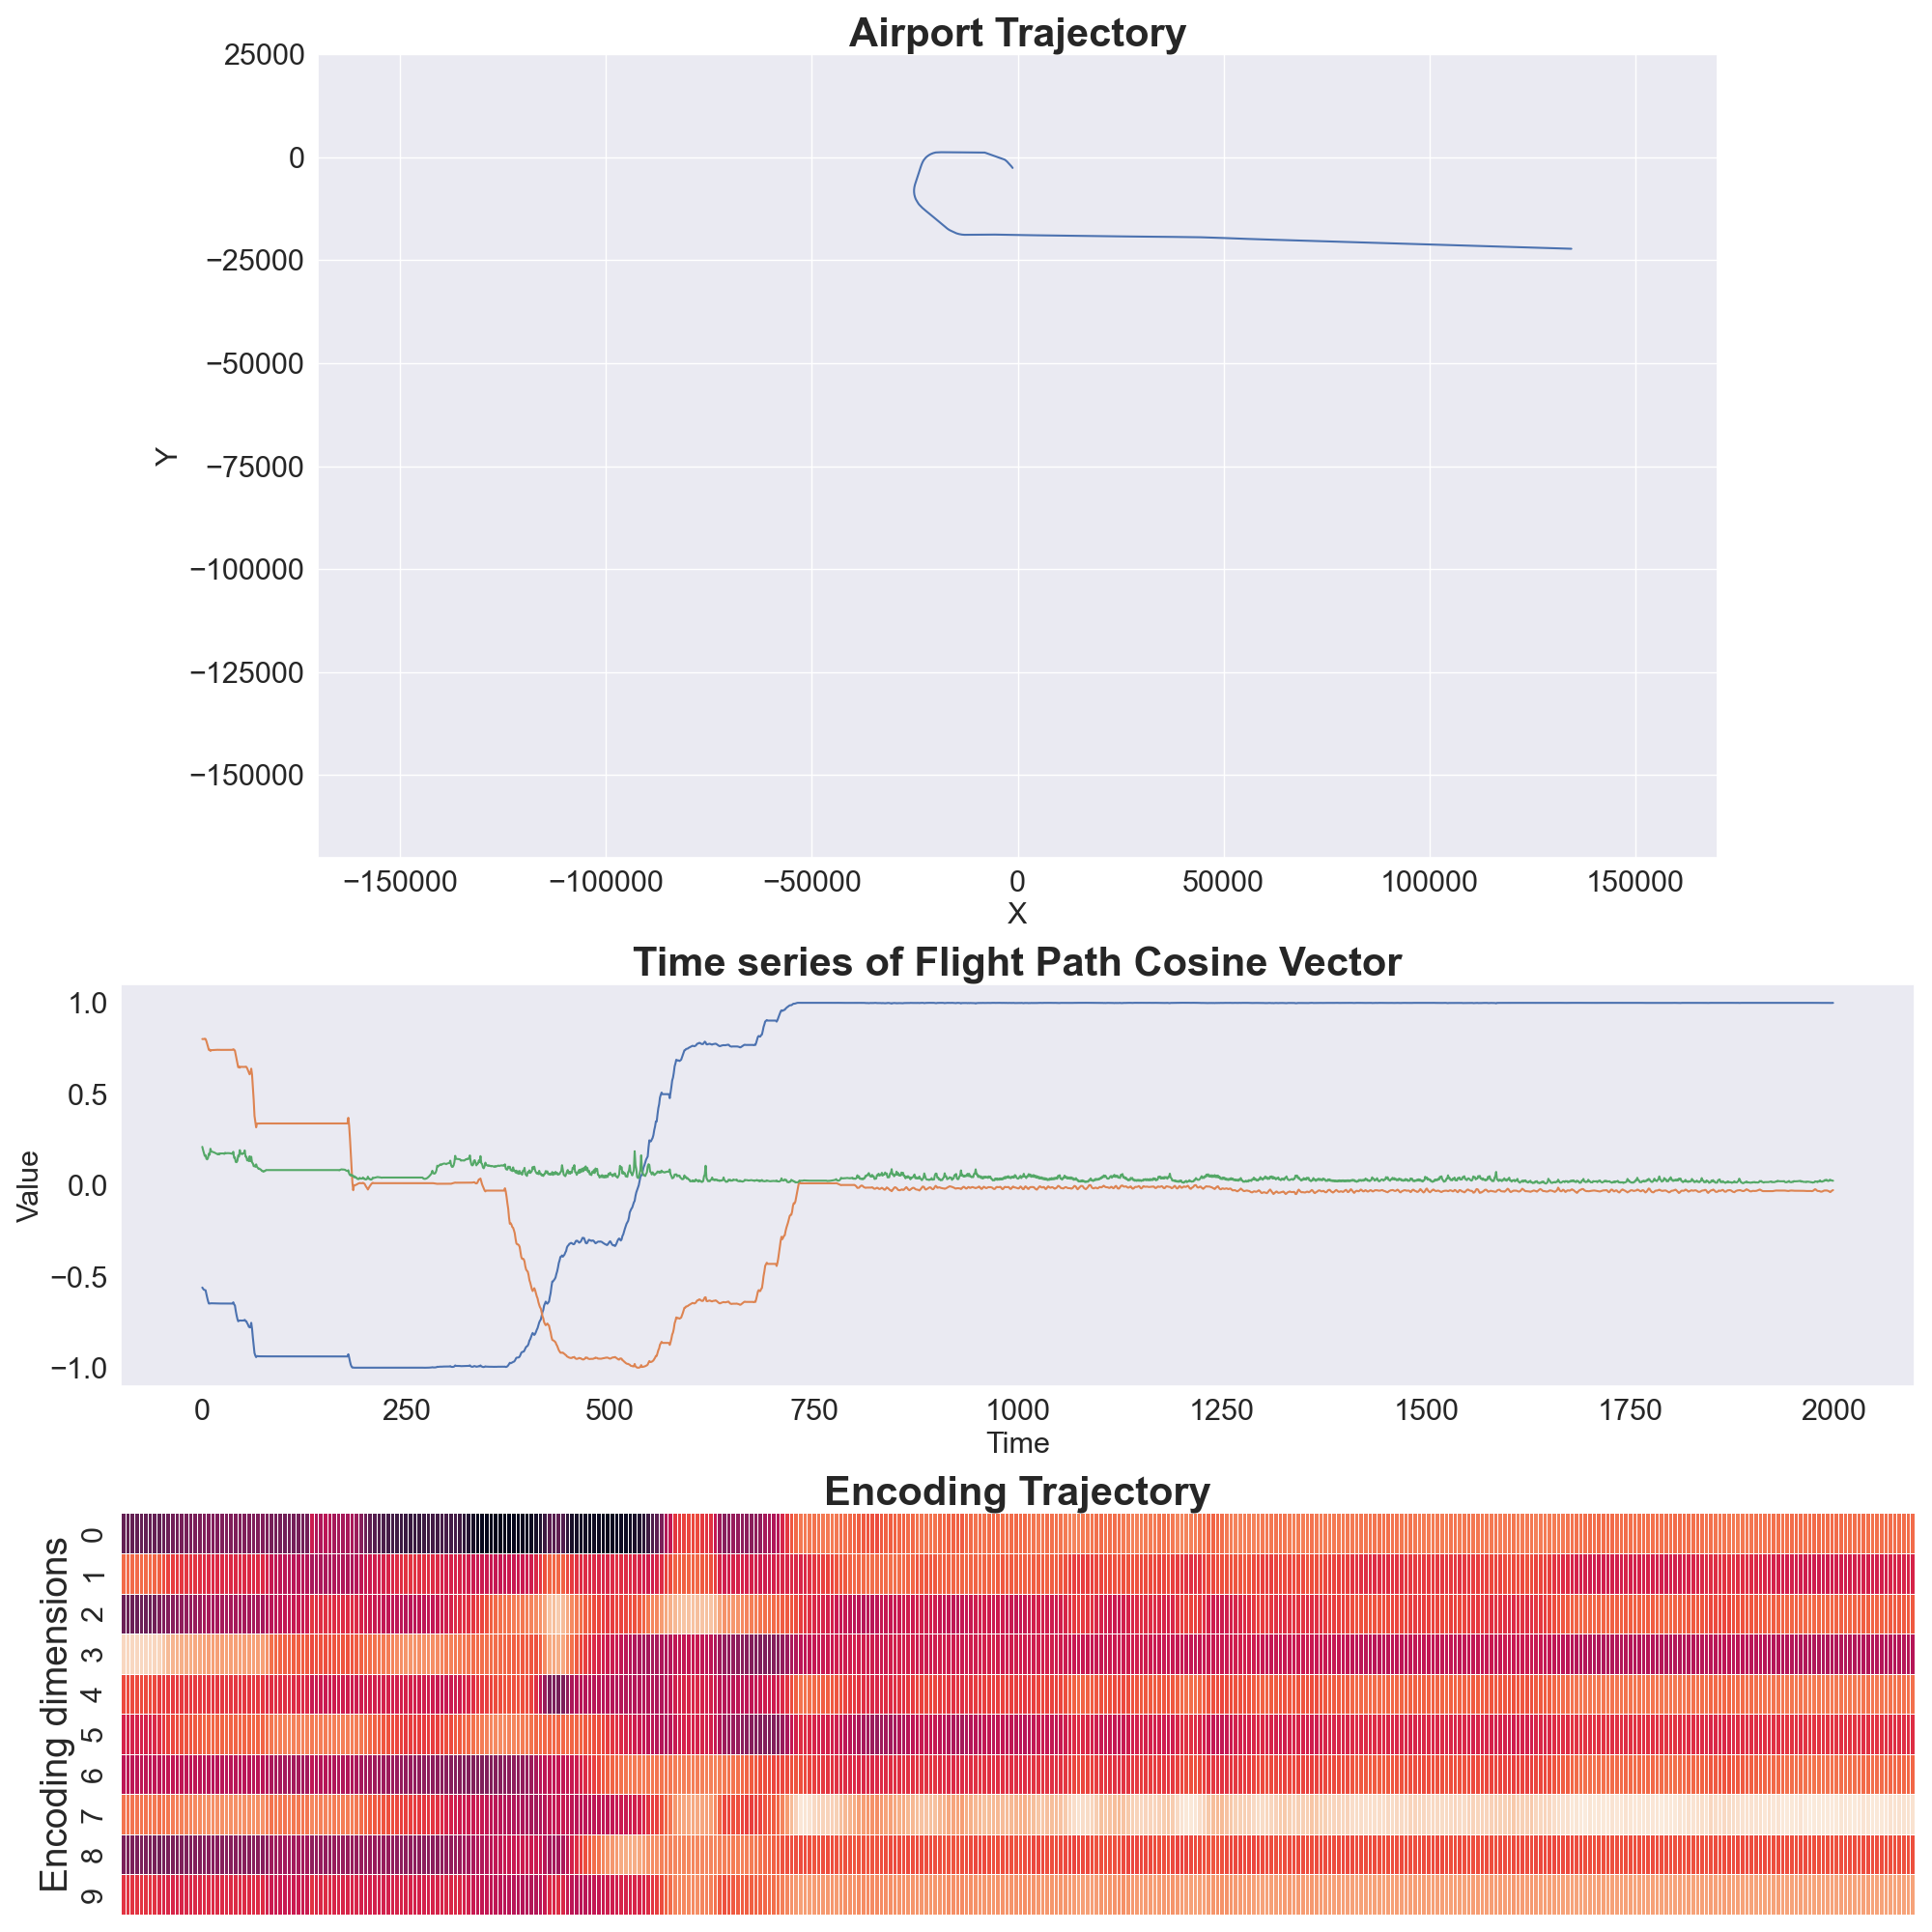 Airport Trajectory
25000
0
−25000
−50000
−75000
−100000
−125000
−150000
Y
−150000 −100000 −50000 0 50000 100000 150000
X
Time series of Flight Path Cosine Vector
1.0
0.5
0.0
−0.5
−1.0
Value
0 250 500 750 1000 1250 1500 1750 2000
Time
Encoding Trajectory
Encoding dimensions
0
1
2
3
4
5
6
7
8
9